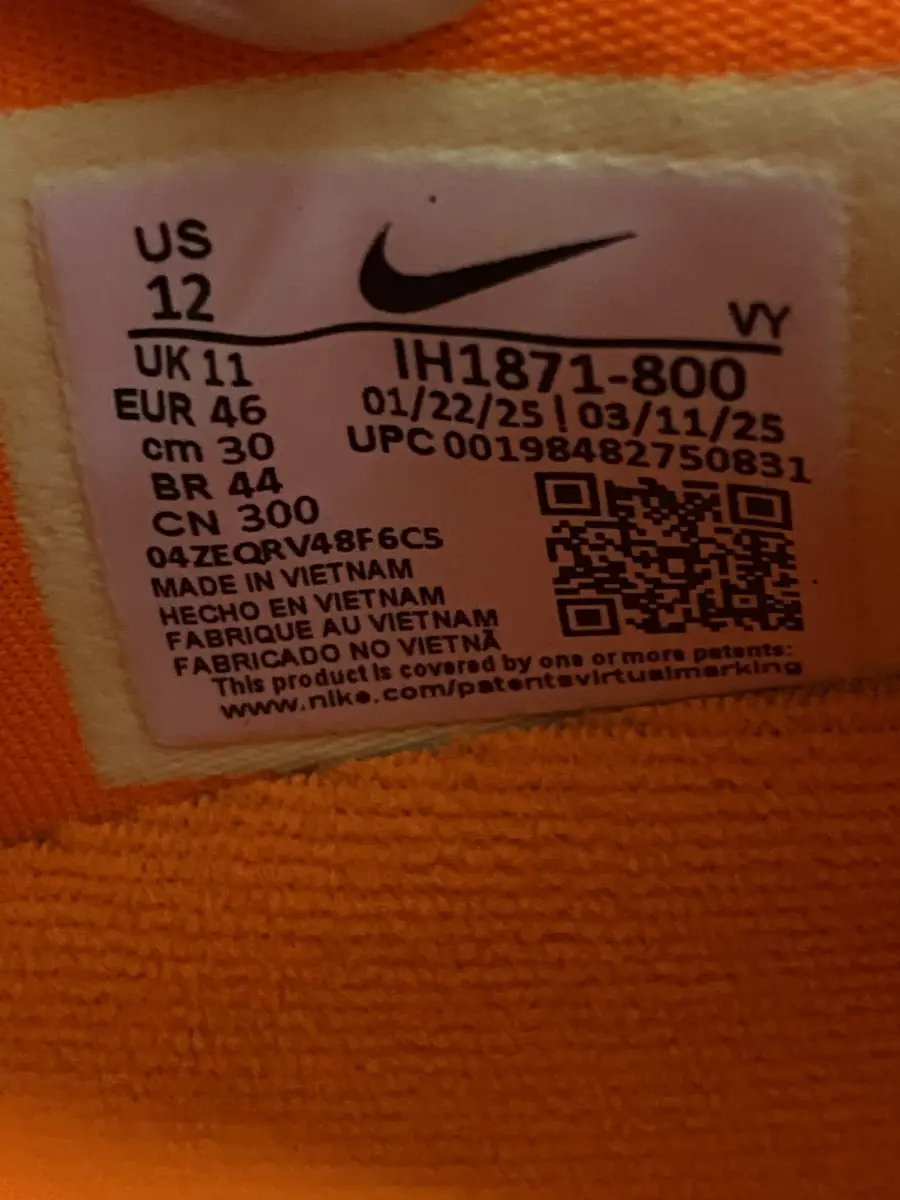 US
12
VY
UK 11
IH1871-800
EUR 46
01/22/25 | 03/11/25
cm 30
UPC 00198482750831
BR 44
CN 300
04ZEQRV48F6C5
MADE IN VIETNAM
HECHO EN VIETNAM
FABRIQUE AU VIETNAM
FABRICADO NO VIETNÃ
This product is covered by one or more patents:
www.nike.com/patentsvirtualmarking